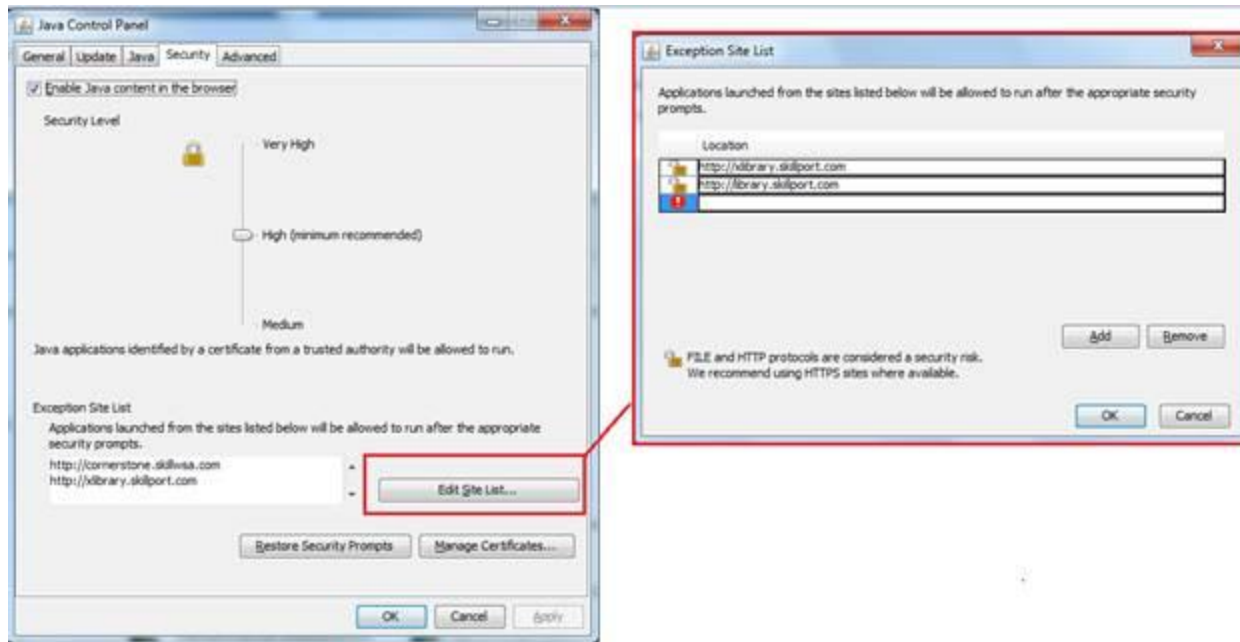 Java Control Panel
General Update Java Security Advanced
Enable Java content in the browser
Security Level
Very High
High (minimum recommended)
Medium
Java applications identified by a certificate from a trusted authority will be allowed to run.
Exception Site List
Applications launched from the sites listed below will be allowed to run after the appropriate
security prompts.
http://cornerstone.skillwsa.com
http://xlibrary.skillport.com
Edit Site List...
Restore Security Prompts Manage Certificates...
OK Cancel Apply
Exception Site List
Applications launched from the sites listed below will be allowed to run after the appropriate security
prompts.
Location
http://xlibrary.skillport.com
http://library.skillport.com
Add Remove
FILE and HTTP protocols are considered a security risk.
We recommend using HTTPS sites where available.
OK Cancel